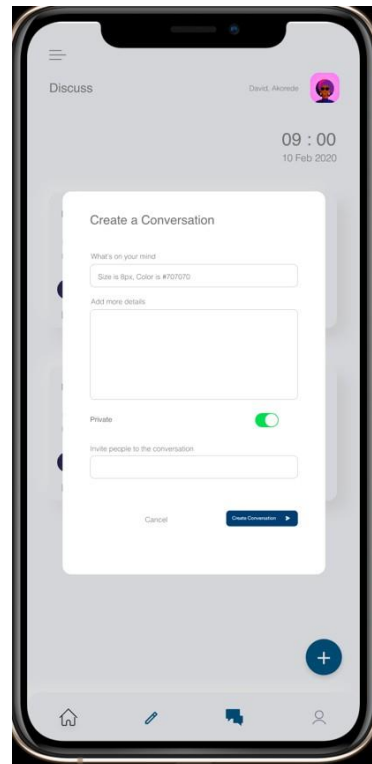 Discuss
David, Akorede
09 : 00
10 Feb 2020
Create a Conversation
What's on your mind
Size is 8px, Color is #707070
Add more details
Private
Invite people to the conversation
Cancel
Create Conversation